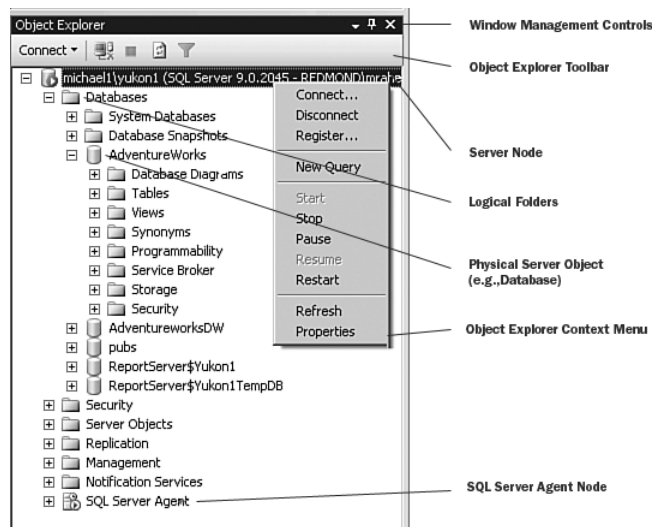 Object Explorer
Window Management Controls
Connect
Object Explorer Toolbar
michael1\yukon1 (SQL Server 9.0.2045 - REDMOND\mrahe
Databases
System Databases
Database Snapshots
AdventureWorks
Database Diagrams
Tables
Views
Synonyms
Programmability
Service Broker
Storage
Security
AdventureworksDW
pubs
ReportServer$Yukon1
ReportServer$Yukon1TempDB
Security
Server Objects
Replication
Management
Notification Services
SQL Server Agent
Connect...
Disconnect
Register...
New Query
Start
Stop
Pause
Resume
Restart
Refresh
Properties
Server Node
Logical Folders
Physical Server Object
(e.g.,Database)
Object Explorer Context Menu
SQL Server Agent Node